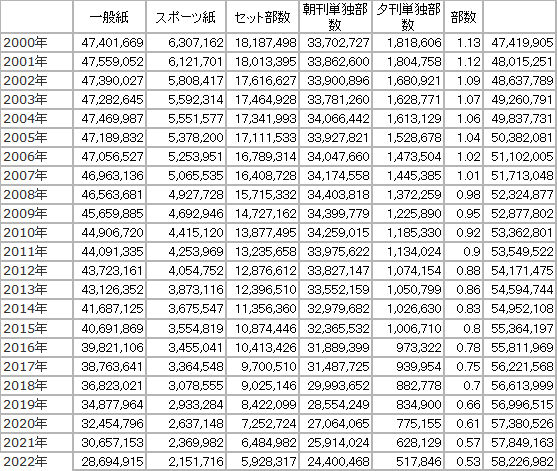 一般紙 スポーツ紙 セット部数 朝刊単独部数 夕刊単独部数 部数
2000年 47,401,669 6,307,162 18,187,498 33,702,727 1,818,606 1.13 47,419,905
2001年 47,559,052 6,121,701 18,013,395 33,862,600 1,804,758 1.12 48,015,251
2002年 47,390,027 5,808,417 17,616,627 33,900,896 1,680,921 1.09 48,637,789
2003年 47,282,645 5,592,314 17,464,928 33,781,260 1,628,771 1.07 49,260,791
2004年 47,469,987 5,551,577 17,341,993 34,066,442 1,613,129 1.06 49,837,731
2005年 47,189,832 5,378,200 17,111,533 33,927,821 1,528,678 1.04 50,382,081
2006年 47,056,527 5,253,951 16,789,314 34,047,660 1,473,504 1.02 51,102,005
2007年 46,963,136 5,065,535 16,408,728 34,174,558 1,445,385 1.01 51,713,048
2008年 46,563,681 4,927,728 15,715,332 34,403,818 1,372,259 0.98 52,324,877
2009年 45,659,885 4,692,946 14,727,162 34,399,779 1,225,890 0.95 52,877,802
2010年 44,906,720 4,415,120 13,877,495 34,259,015 1,185,330 0.92 53,362,801
2011年 44,091,335 4,253,969 13,235,658 33,975,622 1,134,024 0.9 53,549,522
2012年 43,723,161 4,054,752 12,876,612 33,827,147 1,074,154 0.88 54,171,475
2013年 43,126,352 3,873,116 12,396,510 33,552,159 1,050,799 0.86 54,594,744
2014年 41,687,125 3,675,547 11,356,360 32,979,682 1,026,630 0.83 54,952,108
2015年 40,691,869 3,554,819 10,874,446 32,365,532 1,006,710 0.8 55,364,197
2016年 39,821,106 3,455,041 10,413,426 31,889,399 973,322 0.78 55,811,969
2017年 38,763,641 3,364,548 9,700,510 31,487,725 939,954 0.75 56,221,568
2018年 36,823,021 3,078,555 9,025,146 29,993,652 882,778 0.7 56,613,999
2019年 34,877,964 2,933,284 8,422,099 28,554,249 834,900 0.66 56,996,515
2020年 32,454,796 2,637,148 7,252,724 27,064,065 775,155 0.61 57,380,526
2021年 30,657,153 2,369,982 6,484,982 25,914,024 628,129 0.57 57,849,163
2022年 28,694,915 2,151,716 5,928,317 24,400,468 517,846 0.53 58,226,982